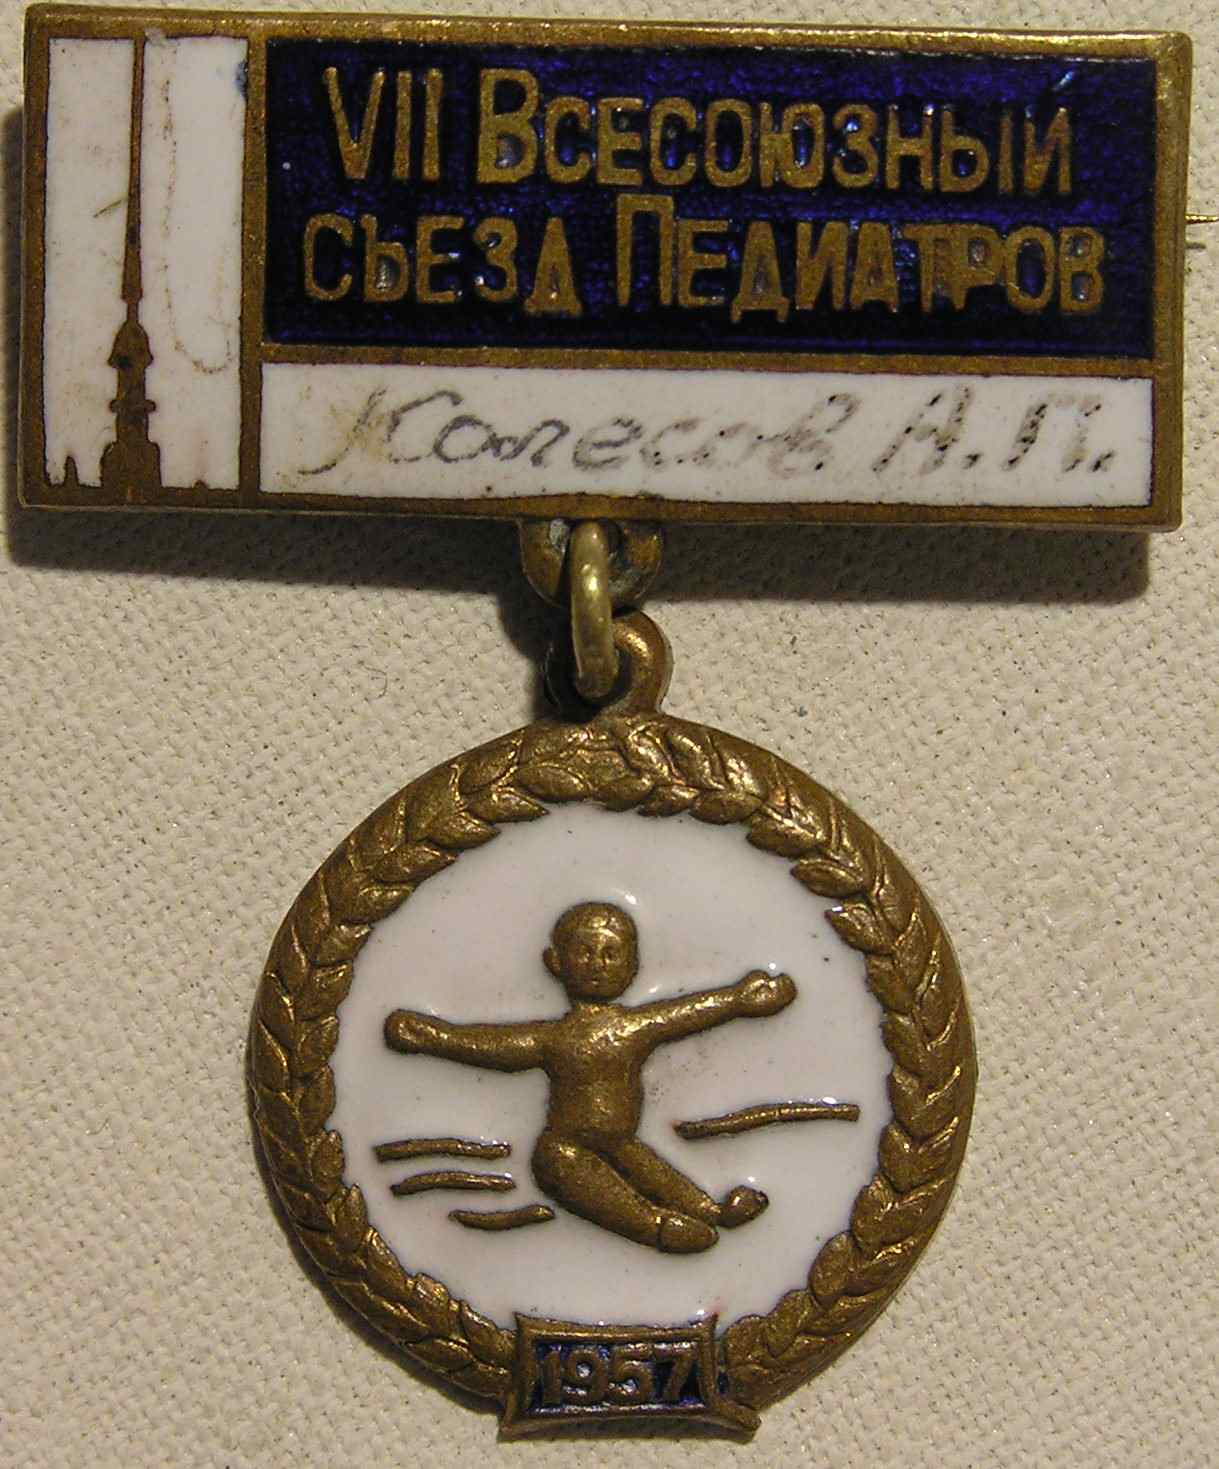 VII Всесоюзный
съезд Педиатров
Колесов А.П.
1957